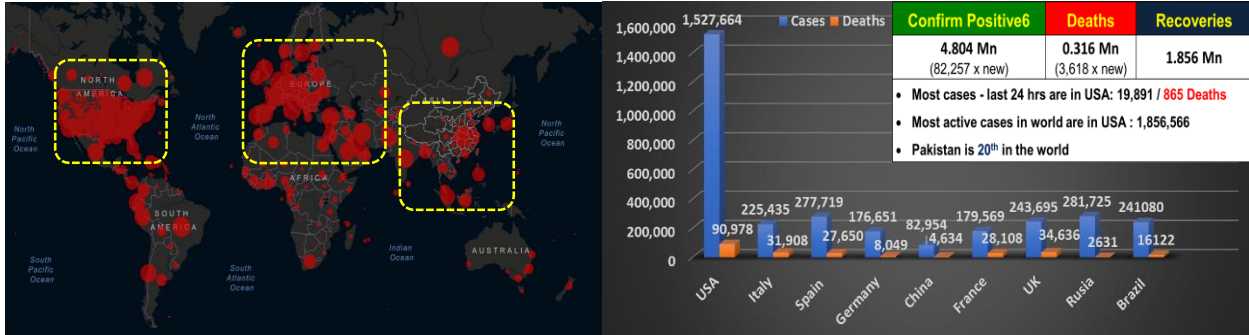 NORTH
AMERICA
EUROPE
ASIA
North
Pacific
Ocean
North
Atlantic
Ocean
North
Pacific
Ocean
AFRICA
SOUTH
AMERICA
Indian
Ocean
AUSTRALIA
South
Pacific
Ocean
South
Atlantic
Ocean
South
Pacific
Ocean
Cases Deaths
1,600,000
1,400,000
1,200,000
1,000,000
800,000
600,000
400,000
200,000
0
1,527,664
90,978
225,435
31,908
277,719
27,650
176,651
8,049
82,954
4,634
179,569
28,108
243,695
34,636
281,725
2631
241080
16122
USA
Italy
Spain
Germany
China
France
UK
Rusia
Brazil
Confirm Positive6 Deaths Recoveries
4.804 Mn 0.316 Mn 1.856 Mn
(82,257 x new) (3,618 x new)
• Most cases - last 24 hrs are in USA: 19,891 / 865 Deaths
• Most active cases in world are in USA : 1,856,566
• Pakistan is 20th in the world